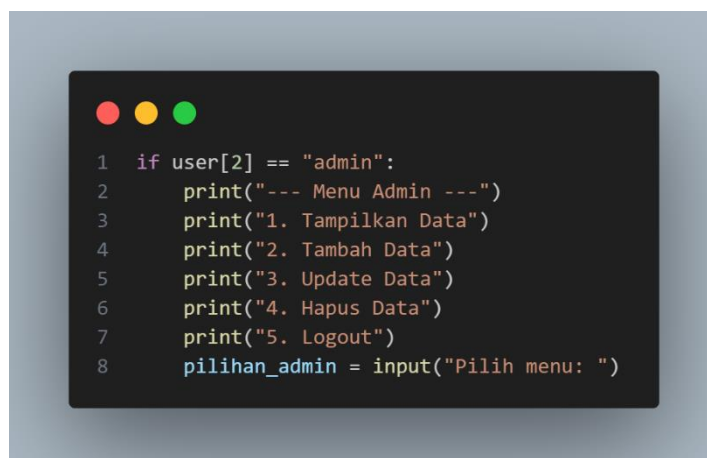 1 if user[2] == "admin":
2     print("--- Menu Admin ---")
3     print("1. Tampilkan Data")
4     print("2. Tambah Data")
5     print("3. Update Data")
6     print("4. Hapus Data")
7     print("5. Logout")
8     pilihan_admin = input("Pilih menu: ")